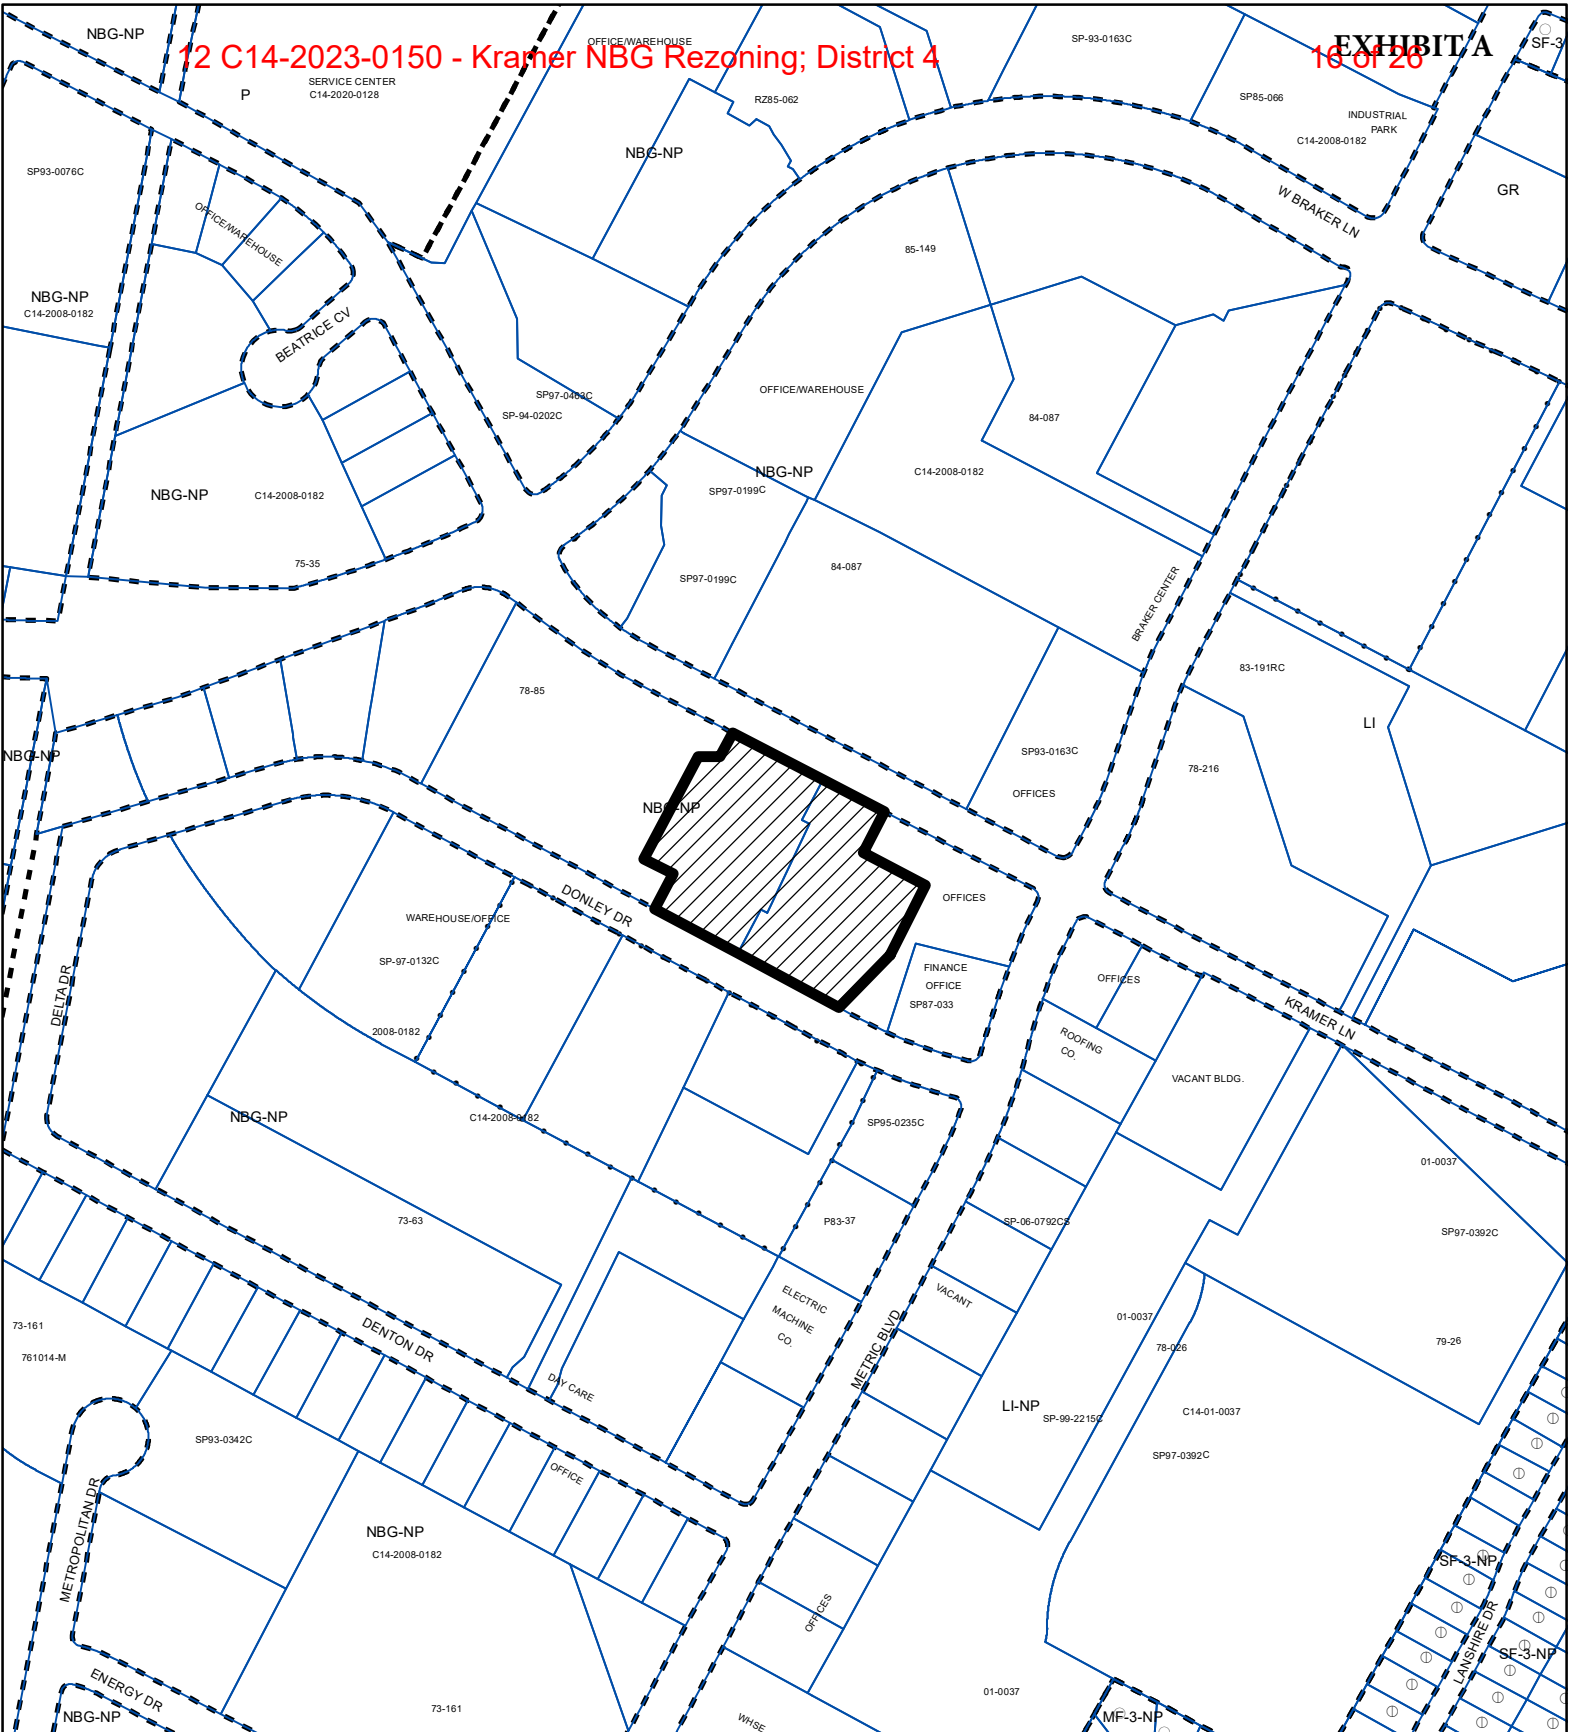 12 C14-2023-0150 - Kramer NBG Rezoning; District 4
16 of 26
EXHIBIT A
NBG-NP
OFFICE/WAREHOUSE
SP-93-0163C
SF-3
SERVICE CENTER
C14-2020-0128
P
RZ85-062
SP85-066
INDUSTRIAL
PARK
C14-2008-0182
NBG-NP
SP93-0076C
GR
OFFICE/WAREHOUSE
W BRAKER LN
85-149
NBG-NP
C14-2008-0182
BEATRICE CV
SP97-0463C
SP-94-0202C
OFFICE/WAREHOUSE
84-087
NBG-NP
C14-2008-0182
SP97-0199C
NBG-NP
C14-2008-0182
75-35
SP97-0199C
84-087
BRAKER CENTER
83-191RC
78-85
LI
NBG-NP
SP93-0163C
78-216
OFFICES
NBG-NP
DONLEY DR
OFFICES
WAREHOUSE/OFFICE
SP-97-0132C
FINANCE
OFFICE
SP87-033
OFFICES
DELTA DR
KRAMER LN
2008-0182
ROOFING
CO.
VACANT BLDG.
NBG-NP
C14-2008-0182
SP95-0235C
01-0037
73-63
P83-37
SP-06-0792CS
SP97-0392C
ELECTRIC
MACHINE
CO.
VACANT
73-161
761014-M
DENTON DR
METRIC BLVD
01-0037
78-026
79-26
DAY CARE
LI-NP
SP-99-2215C
C14-01-0037
SP93-0342C
SP97-0392C
OFFICE
METROPOLITAN DR
NBG-NP
C14-2008-0182
SF-3-NP
OFFICES
LANSHIRE DR
SF-3-NP
ENERGY DR
01-0037
NBG-NP
73-161
WHSE
MF-3-NP